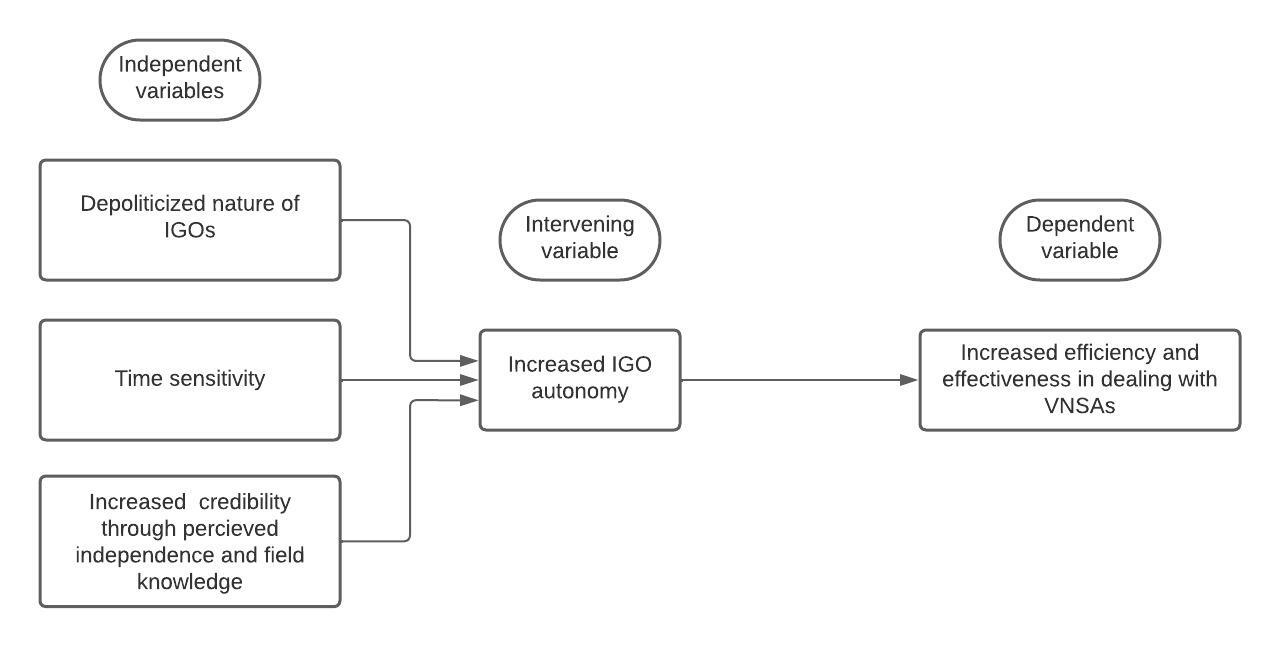 Independent
variables
Depoliticized nature of
IGOs
Time sensitivity
Increased  credibility
through percieved
independence and field
knowledge
Intervening
variable
Increased IGO
autonomy
Dependent
variable
Increased efficiency and
effectiveness in dealing with
VNSAs